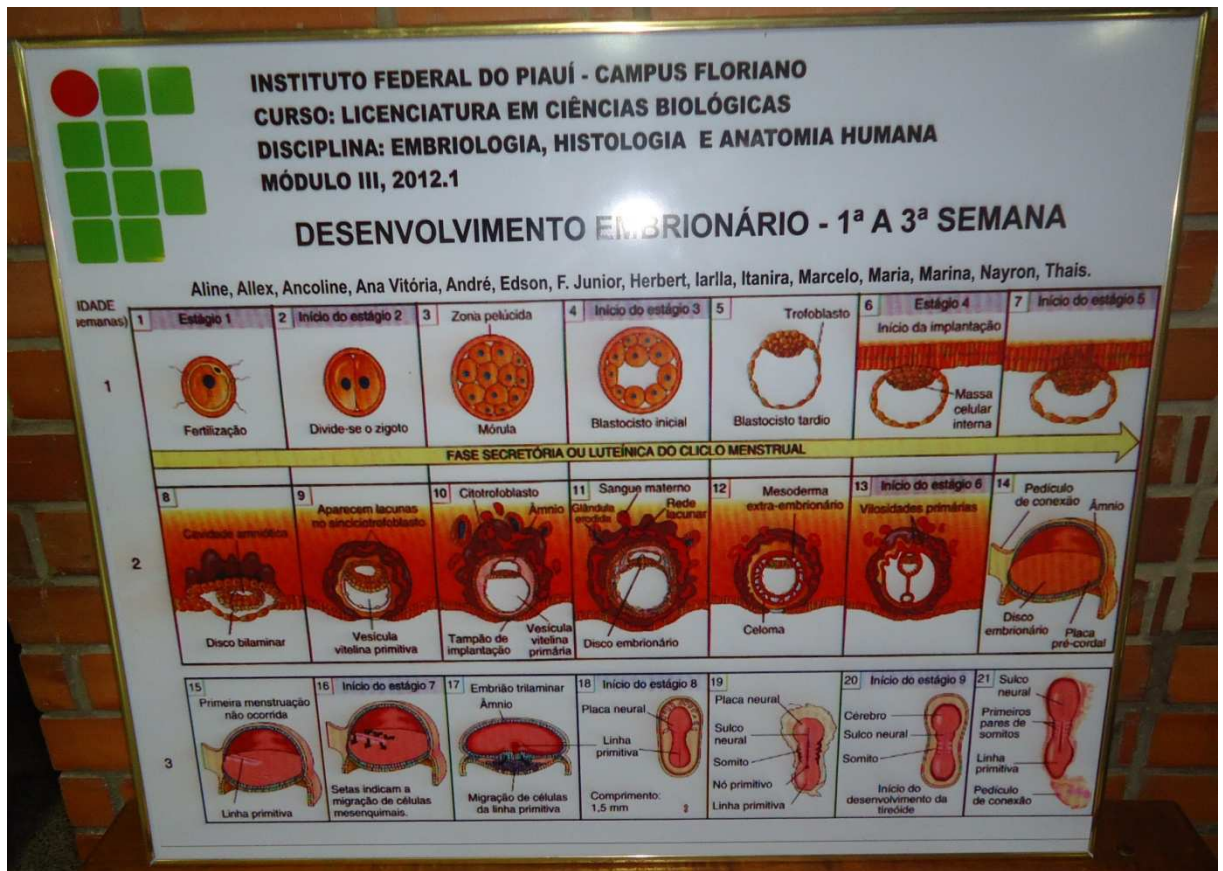 INSTITUTO FEDERAL DO PIAUÍ - CAMPUS FLORIANO
CURSO: LICENCIATURA EM CIÊNCIAS BIOLÓGICAS
DISCIPLINA: EMBRIOLOGIA, HISTOLOGIA E ANATOMIA HUMANA
MÓDULO III, 2012.1
DESENVOLVIMENTO EMBRIONÁRIO - 1ª A 3ª SEMANA
Aline, Allex, Ancoline, Ana Vitória, André, Edson, F. Junior, Herbert, Iarlla, Itanira, Marcelo, Maria, Marina, Nayron, Thais.
IDADE
emanas)
1
1 Estágio 1
Fertilização
2 Início do estágio 2
Divide-se o zigoto
3 Zona pelúcida
Mórula
4 Início do estágio 3
Blastocisto inicial
5 Trofoblasto
Blastocisto tardio
6 Estágio 4
Início da implantação
Massa
celular
interna
7 Início do estágio 5
FASE SECRETÓRIA OU LUTEÍNICA DO CLICLO MENSTRUAL
2
8
Cavidade amniótica
Disco bilaminar
9
Aparecem lacunas
no sinciciotrofoblasto
Vesícula
vitelina primitiva
10 Citotrofoblasto
Âmnio
Tampão de
implantação
Vesícula
vitelina
primária
11 Sangue materno
Glândula
erodida
Rede
lacunar
Disco embrionário
12 Mesoderma
extra-embrionário
Celoma
13 Início do estágio 6
Vilosidades primárias
14 Pedículo
de conexão
Âmnio
Disco
embrionário
Placa
pré-cordal
3
15
Primeira menstruação
não ocorrida
Linha primitiva
16 Início do estágio 7
Setas indicam a
migração de células
mesenquimais.
17 Embrião trilaminar
Âmnio
Linha
primitiva
Migração de células
da linha primitiva
18 Início do estágio 8
Placa neural
Comprimento:
1,5 mm
19
Placa neural
Sulco
neural
Somito
Nó primitivo
Linha primitiva
20 Início do estágio 9
Cérebro
Sulco neural
Somito
Início do
desenvolvimento da
tireóide
21 Sulco
neural
Primeiros
pares de
somitos
Linha
primitiva
Pedículo
de conexão